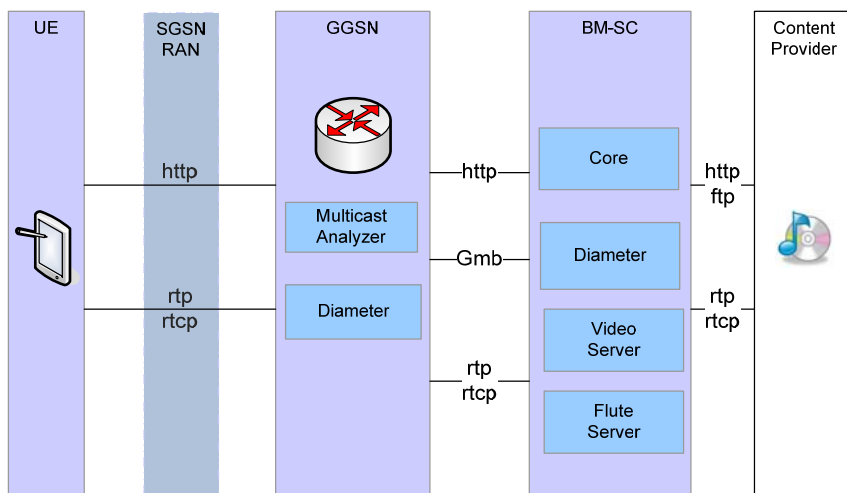 UE
SGSN
RAN
GGSN
BM-SC
Content
Provider
http
http
http
ftp
Core
Multicast
Analyzer
Gmb
Diameter
rtp
rtcp
Diameter
rtp
rtcp
Video
Server
rtp
rtcp
Flute
Server